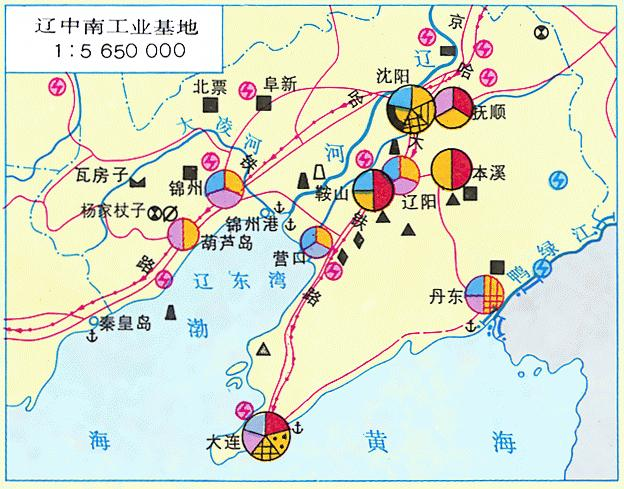 辽中南工业基地
1:5 650 000
京
哈
辽
河
沈阳
抚顺
北票
阜新
哈
大
大凌河
铁
瓦房子
锦州
鞍山
辽阳
本溪
杨家杖子
锦州港
铁
葫芦岛
营口
路
辽东湾
路
鸭绿江
丹东
秦皇岛
渤
海
大连
黄
海